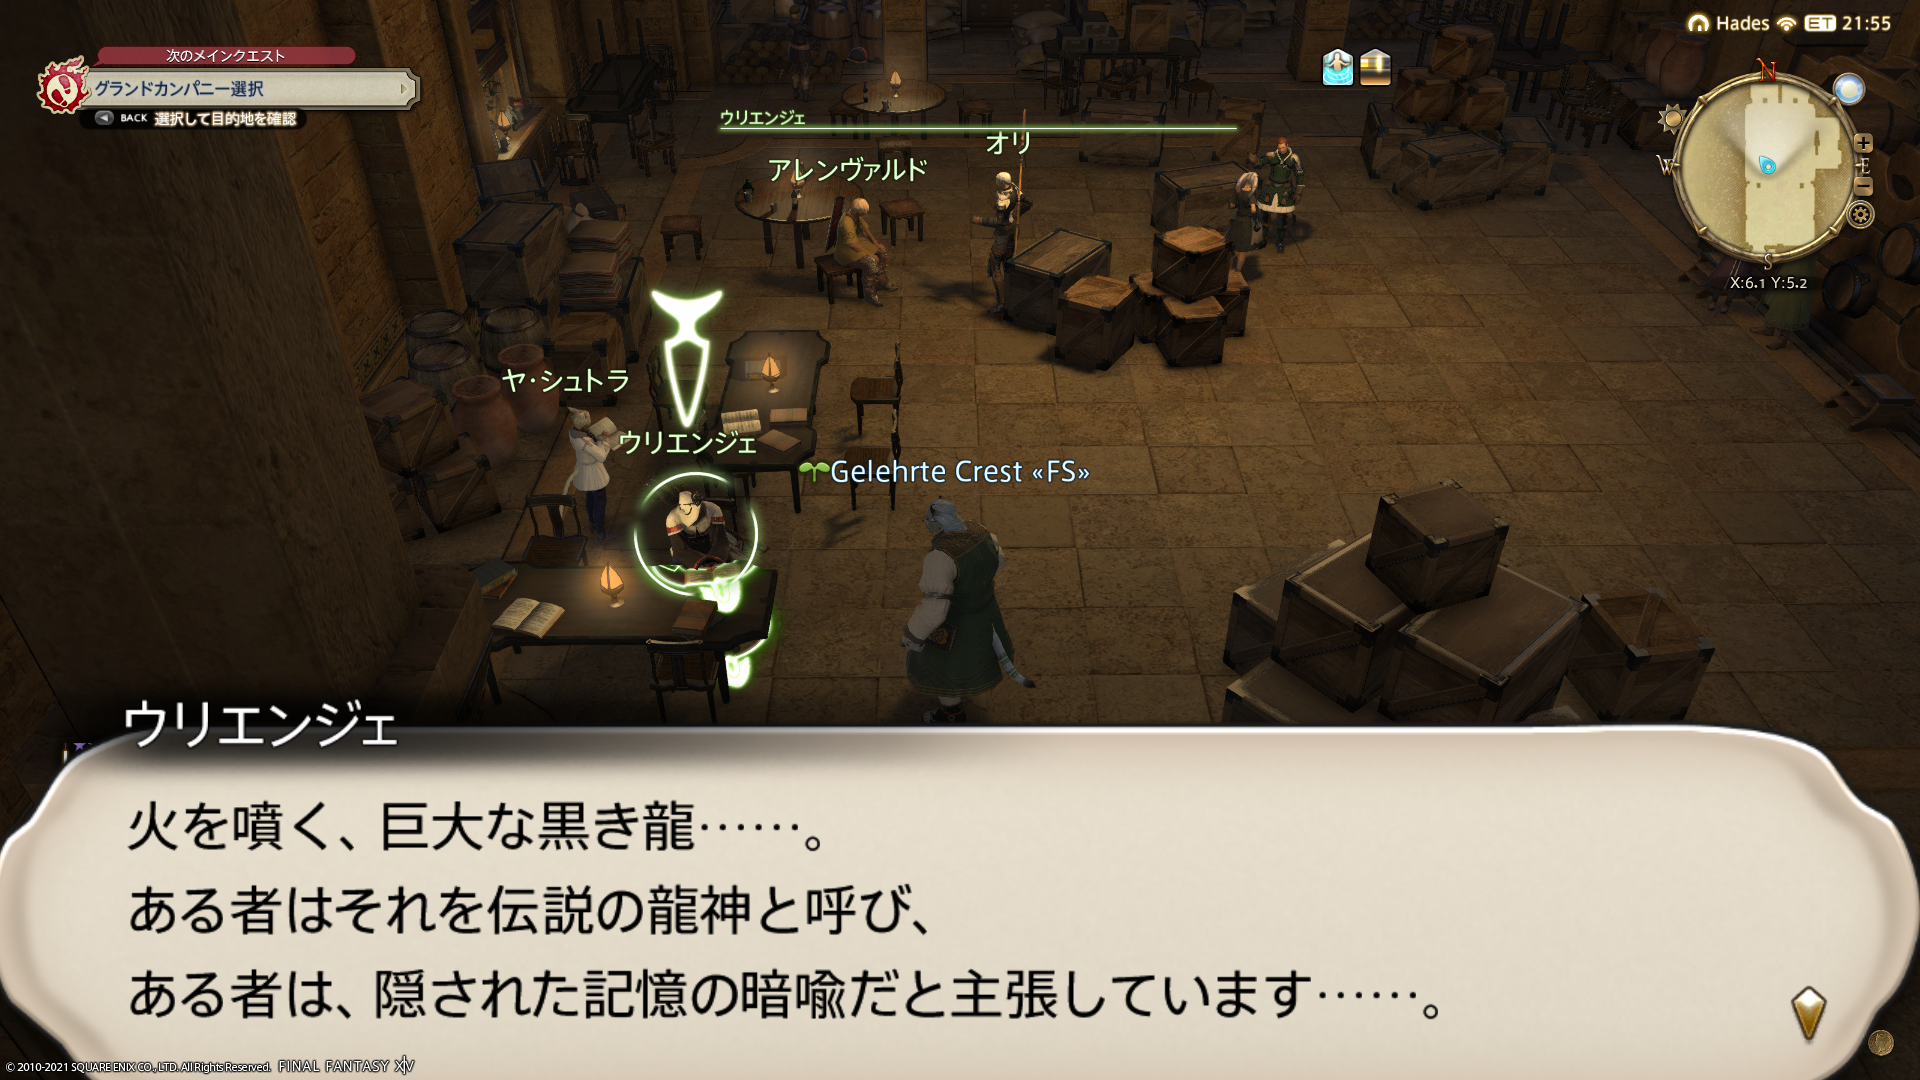 次のメインクエスト
グランドカンパニー選択
BACK 選択して目的地を確認
Hades ET 21:55
N
W
E
S
X:6.1 Y:5.2
ウリエンジェ
オリ
アレンヴァルド
ヤ・シュトラ
ウリエンジェ
Gelehrte Crest «FS»
ウリエンジェ
火を噴く、巨大な黒き龍……。
ある者はそれを伝説の龍神と呼び、
ある者は、隠された記憶の暗喩だと主張しています……。
© 2010-2021 SQUARE ENIX CO., LTD. All Rights Reserved. FINAL FANTASY XIV